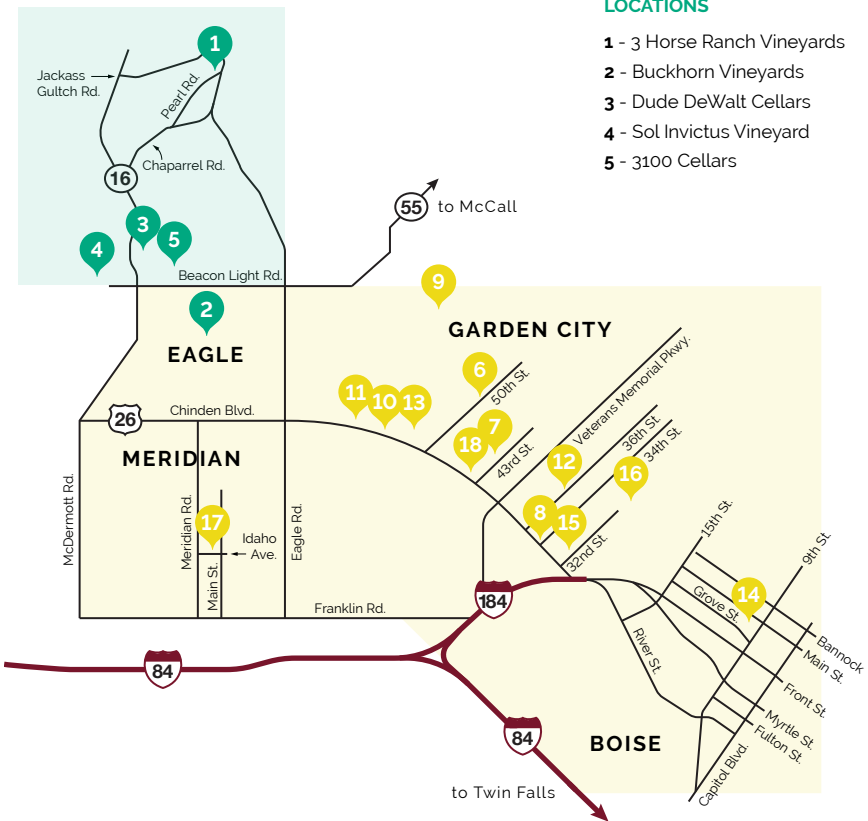 LOCATIONS
1 - 3 Horse Ranch Vineyards
2 - Buckhorn Vineyards
3 - Dude DeWalt Cellars
4 - Sol Invictus Vineyard
5 - 3100 Cellars
1
Jackass
Gultch Rd.
Pearl Rd.
Chaparrel Rd.
16
55
to McCall
3
5
4
Beacon Light Rd.
9
2
GARDEN CITY
EAGLE
6
50th St.
Veterans Memorial Pkwy.
11
10
13
26
Chinden Blvd.
7
18
43rd St.
36th St.
34th St.
MERIDIAN
12
16
McDermott Rd.
Meridian Rd.
17
Main St.
Idaho
Ave.
Eagle Rd.
8
15
32nd St.
15th St.
9th St.
184
Franklin Rd.
Grove St.
14
River St.
Bannock
Main St.
84
Front St.
Myrtle St.
Fulton St.
84
BOISE
Capitol Blvd.
to Twin Falls